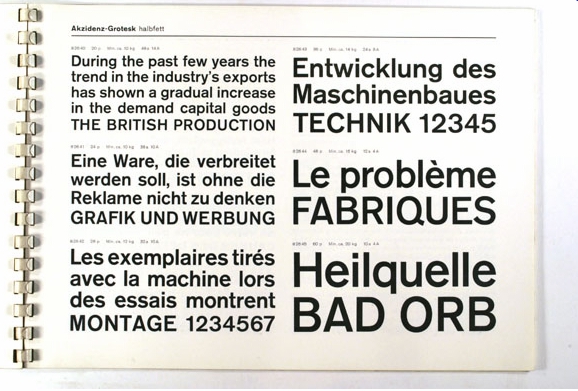 Akzidenz-Grotesk halbfett
During the past few years the
trend in the industry's exports
has shown a gradual increase
in the demand capital goods
THE BRITISH PRODUCTION
Eine Ware, die verbreitet
werden soll, ist ohne die
Reklame nicht zu denken
GRAFIK UND WERBUNG
Les exemplaires tirés
avec la machine lors
des essais montrent
MONTAGE 1234567
Entwicklung des
Maschinenbaues
TECHNIK 12345
Le problème
FABRIQUES
Heilquelle
BAD ORB